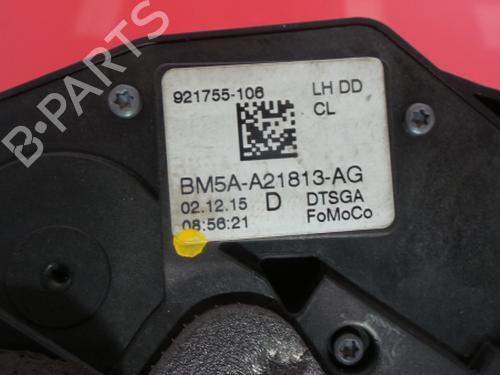 B-PARTS
921755-106 LH DD
CL
BM5A-A21813-AG
02.12.15 D DTSGA
08:56:21 FoMoCo